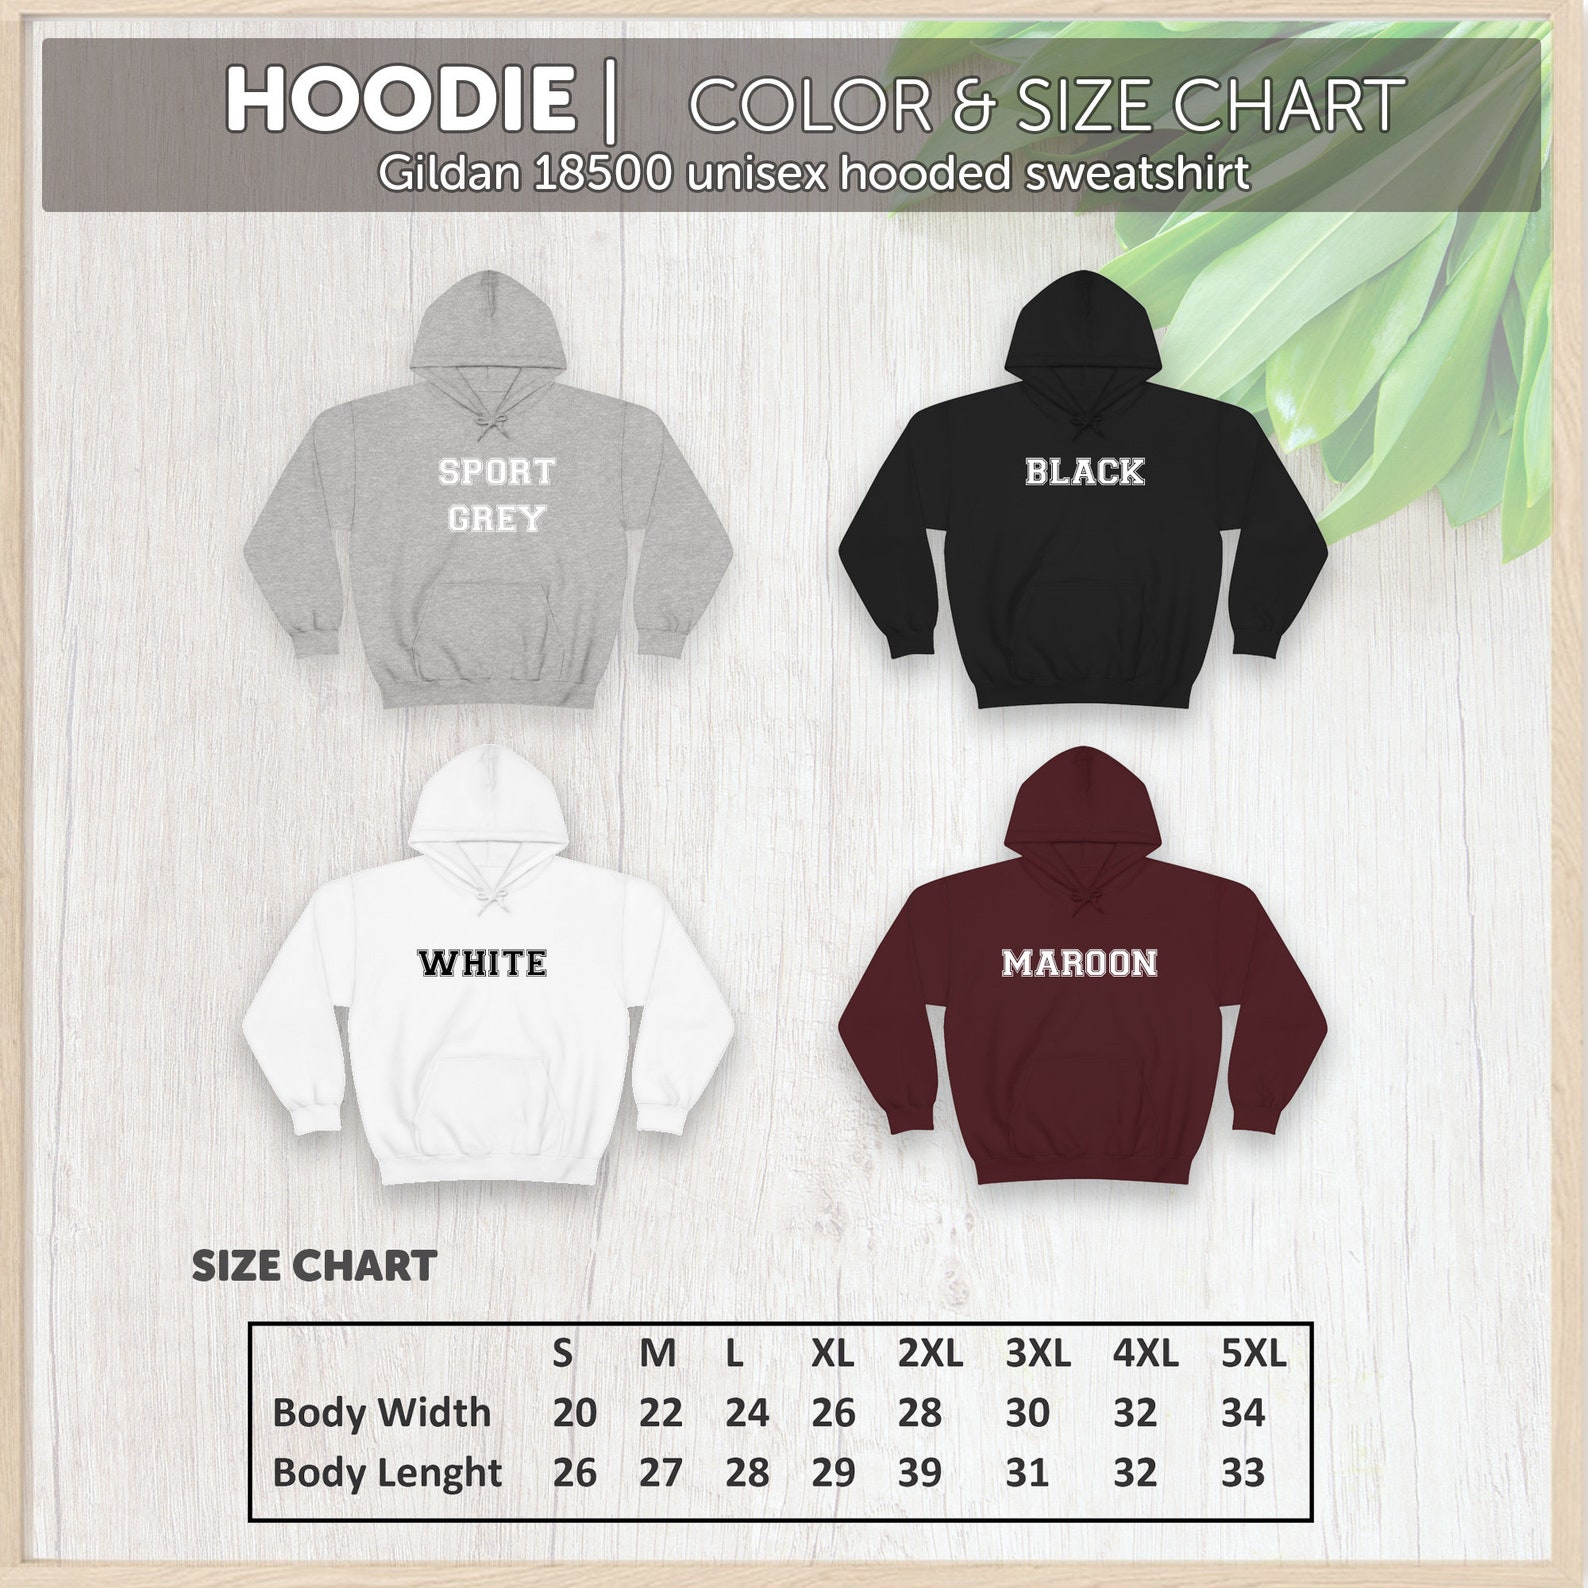 HOODIE | COLOR & SIZE CHART
Gildan 18500 unisex hooded sweatshirt
SPORT
GREY
BLACK
WHITE
MAROON
SIZE CHART
S M L XL 2XL 3XL 4XL 5XL
Body Width 20 22 24 26 28 30 32 34
Body Lenght 26 27 28 29 39 31 32 33